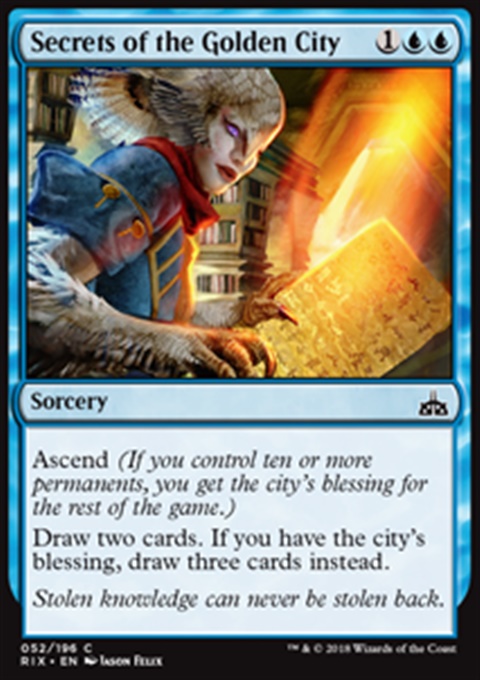 Secrets of the Golden City 1
Sorcery
Ascend (If you control ten or more
permanents, you get the city's blessing for
the rest of the game.)
Draw two cards. If you have the city's
blessing, draw three cards instead.
Stolen knowledge can never be stolen back.
052/196 C
RIX • EN Jason Felix
™ & © 2018 Wizards of the Coast